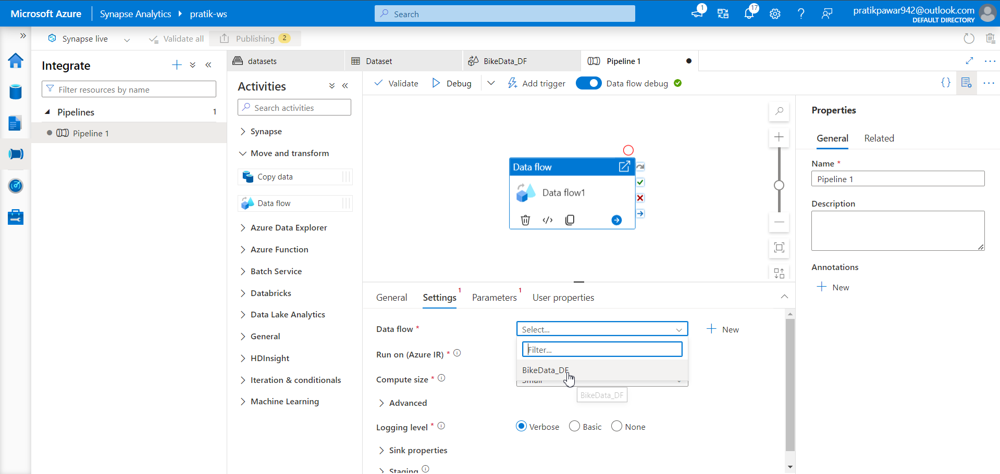 Microsoft Azure
Synapse Analytics
pratik-ws
Search
1
17
pratikpawar942@outlook.com
DEFAULT DIRECTORY
Synapse live
Validate all
Publishing
2
Integrate
Filter resources by name
Pipelines
1
Pipeline 1
datasets
Dataset
BikeData_DF
Pipeline 1
Activities
Search activities
Synapse
Move and transform
Copy data
Data flow
Azure Data Explorer
Azure Function
Batch Service
Databricks
Data Lake Analytics
General
HDInsight
Iteration & conditionals
Machine Learning
Validate
Debug
Add trigger
Data flow debug
{}
Data flow
Data flow1
General
Settings 1
Parameters 1
User properties
Data flow *
Select...
New
Filter...
BikeData_DF
Run on (Azure IR) *
Compute size *
Small
BikeData_DF
Advanced
Logging level *
Verbose
Basic
None
Sink properties
Staging
Properties
General
Related
Name *
Pipeline 1
Description
Annotations
New